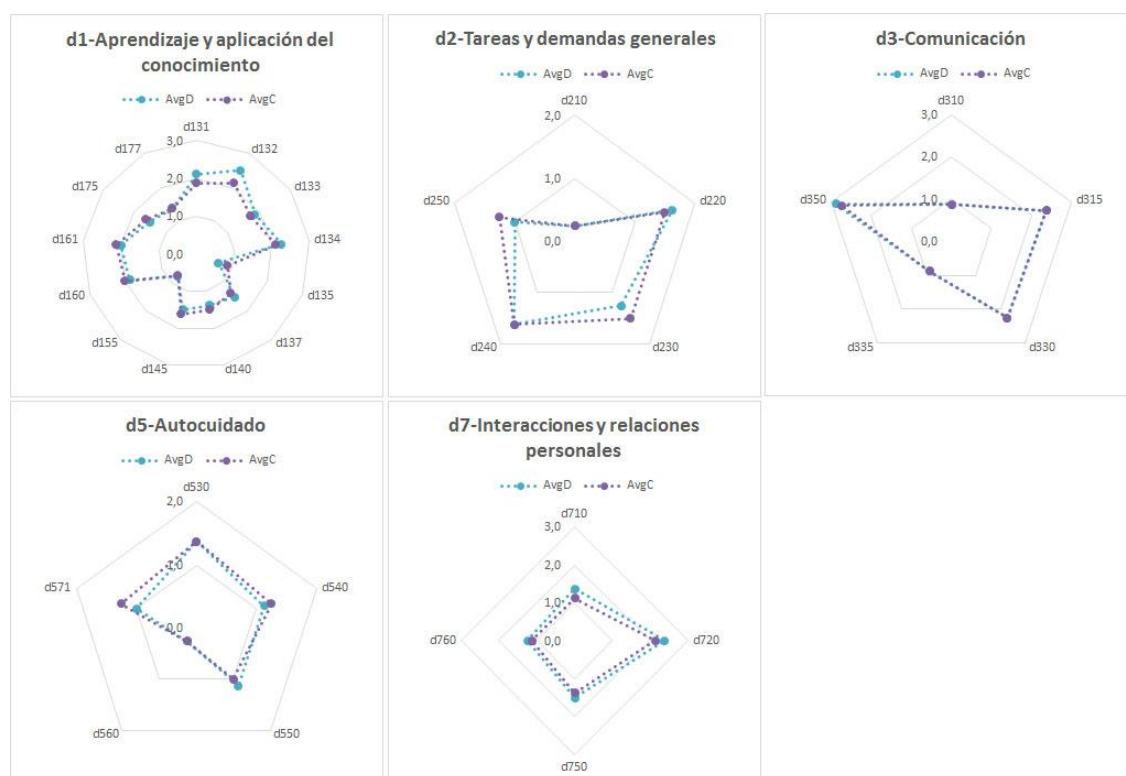 d1-Aprendizaje y aplicación del
conocimiento
AvgD AvgC
d131
d132
d133
d134
d135
d137
d140
d145
d155
d160
d161
d175
d177
3,0
2,0
1,0
0,0
d2-Tareas y demandas generales
AvgD AvgC
d210
d220
d230
d240
d250
2,0
1,0
0,0
d3-Comunicación
AvgD AvgC
d310
d315
d330
d335
d350
3,0
2,0
1,0
0,0
d5-Autocuidado
AvgD AvgC
d530
d540
d550
d560
d571
2,0
1,0
0,0
d7-Interacciones y relaciones
personales
AvgD AvgC
d710
d720
d750
d760
3,0
2,0
1,0
0,0